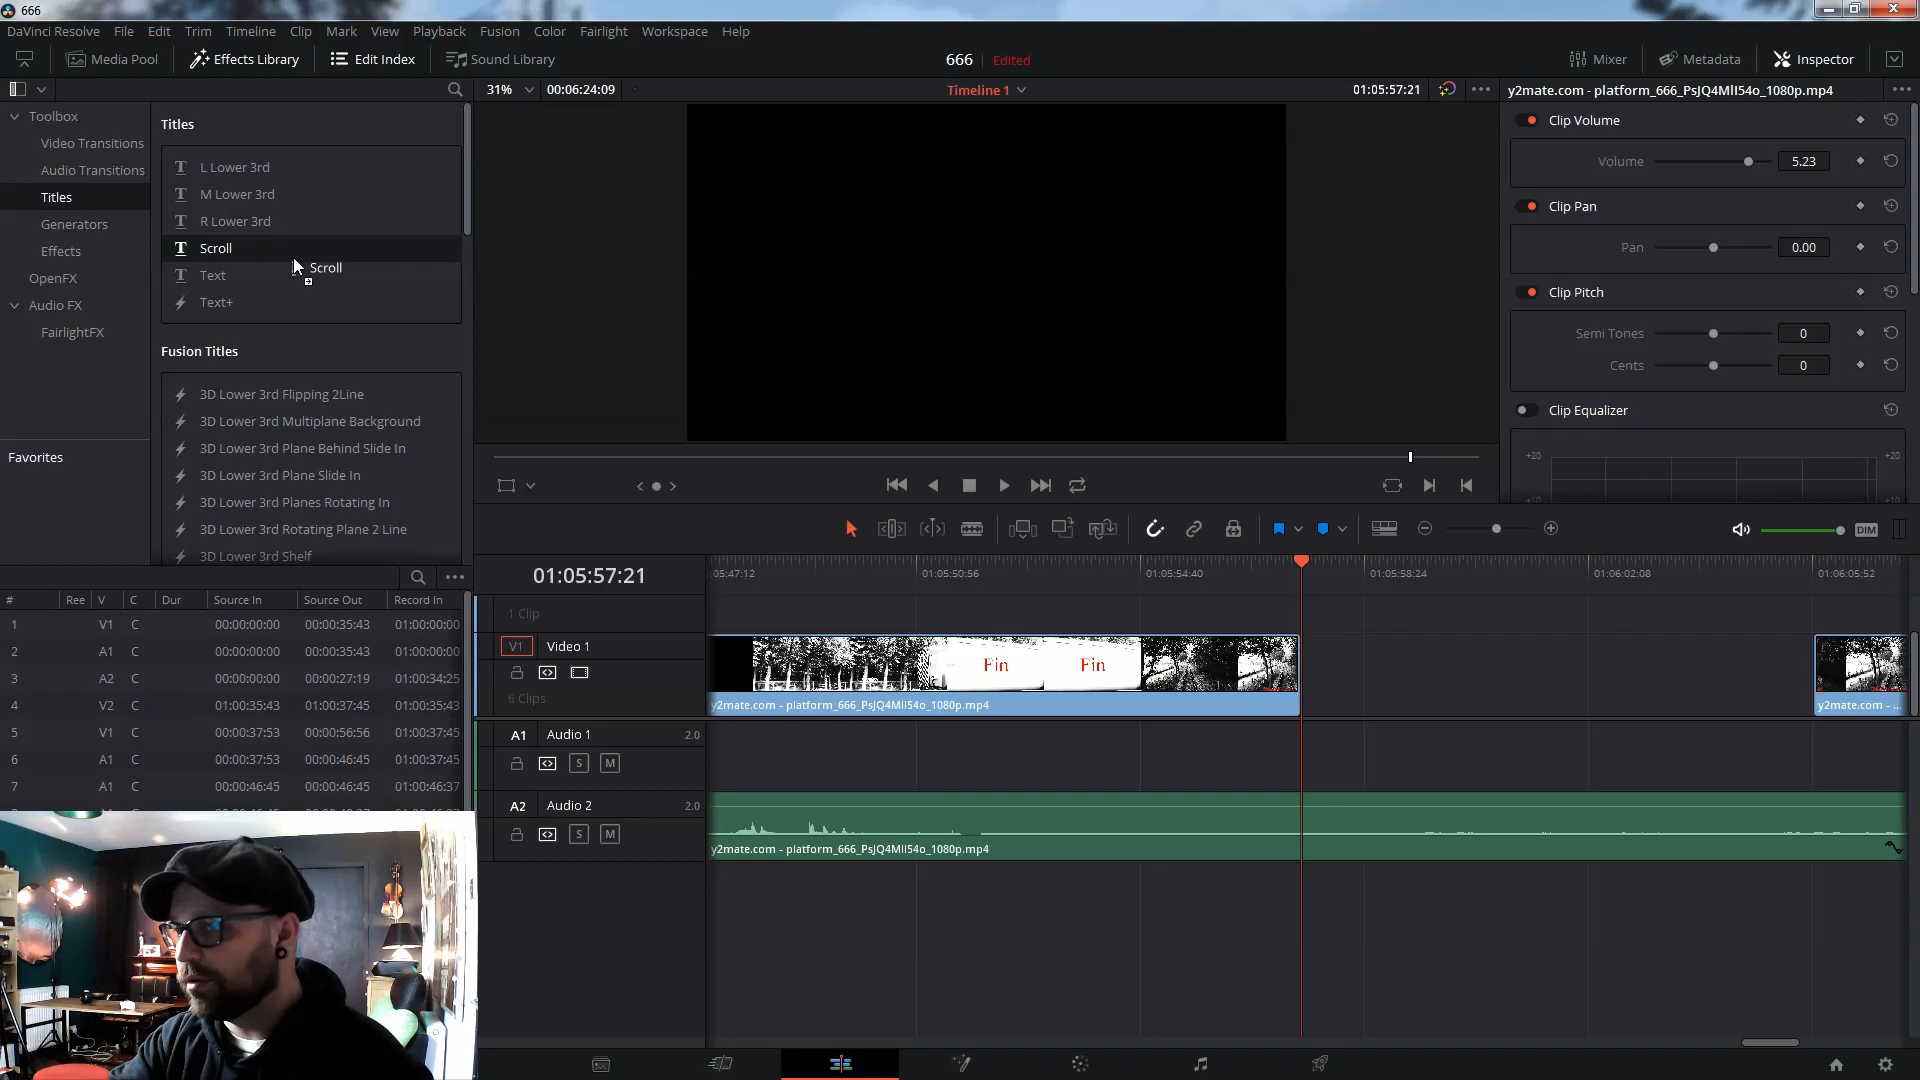 666
DaVinci Resolve File Edit Trim Timeline Clip Mark View Playback Fusion Color Fairlight Workspace Help
Media Pool Effects Library Edit Index Sound Library 666 Edited Mixer Metadata Inspector
31% 00:06:24:09 Timeline 1 01:05:57:21 y2mate.com - platform_666_PsJQ4MlI54o_1080p.mp4
Toolbox
Video Transitions
Audio Transitions
Titles
Generators
Effects
OpenFX
Audio FX
FairlightFX
Favorites
Titles
L Lower 3rd
M Lower 3rd
R Lower 3rd
Scroll
Scroll
Text
Text+
Fusion Titles
3D Lower 3rd Flipping 2Line
3D Lower 3rd Multiplane Background
3D Lower 3rd Plane Behind Slide In
3D Lower 3rd Plane Slide In
3D Lower 3rd Planes Rotating In
3D Lower 3rd Rotating Plane 2 Line
3D Lower 3rd Shelf
Clip Volume
Volume 5.23
Clip Pan
Pan 0.00
Clip Pitch
Semi Tones 0
Cents 0
Clip Equalizer
+20 +20
+10 +10
DIM
# Ree V C Dur Source In Source Out Record In
1 V1 C 00:00:00:00 00:00:35:43 01:00:00:00
2 A1 C 00:00:00:00 00:00:35:43 01:00:00:00
3 A2 C 00:00:00:00 00:00:27:19 01:00:34:25
4 V2 C 01:00:35:43 01:00:37:45 01:00:35:43
5 V1 C 00:00:37:53 00:00:56:56 01:00:37:45
6 A1 C 00:00:37:53 00:00:46:45 01:00:37:45
7 A1 C 00:00:46:45 00:00:46:45 01:00:46:37
01:05:57:21 :05:47:12 01:05:50:56 01:05:54:40 01:05:58:24 01:06:02:08 01:06:05:52
1 Clip
V1 Video 1
6 Clips
Fin Fin
y2mate.com - platform_666_PsJQ4MlI54o_1080p.mp4 y2mate.com - ...
A1 Audio 1 2.0
S M
A2 Audio 2 2.0
S M
y2mate.com - platform_666_PsJQ4MlI54o_1080p.mp4